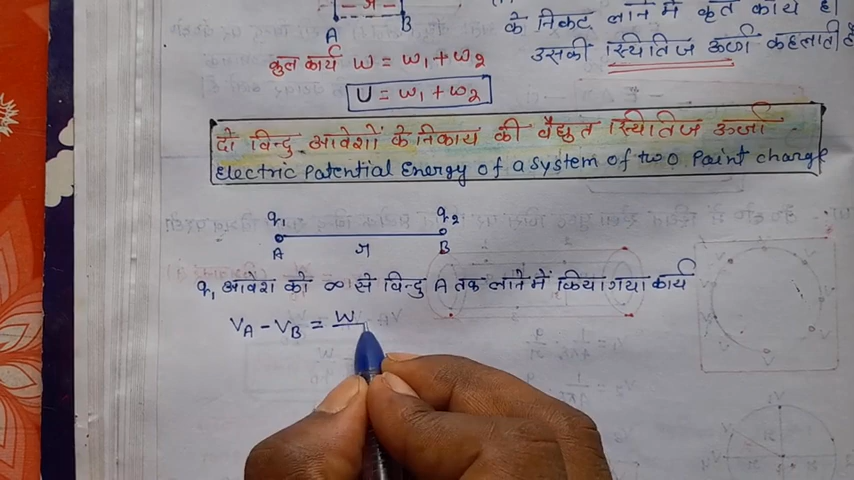 r
A B
के निकट लाने में कृत कार्य ही
उसकी स्थितिज ऊर्जा कहलाती है
कुल कार्य W = W₁ + W₂
U = W₁ + W₂
दो बिन्दु आवेशों के निकाय की वैद्युत स्थितिज ऊर्जा
Electric Potential Energy of a System of two Point charge
q₁ q₂
A r B
q₁ आवेश को ∞ से बिन्दु A तक लाने में किया गया कार्य
V_A - V_B = W